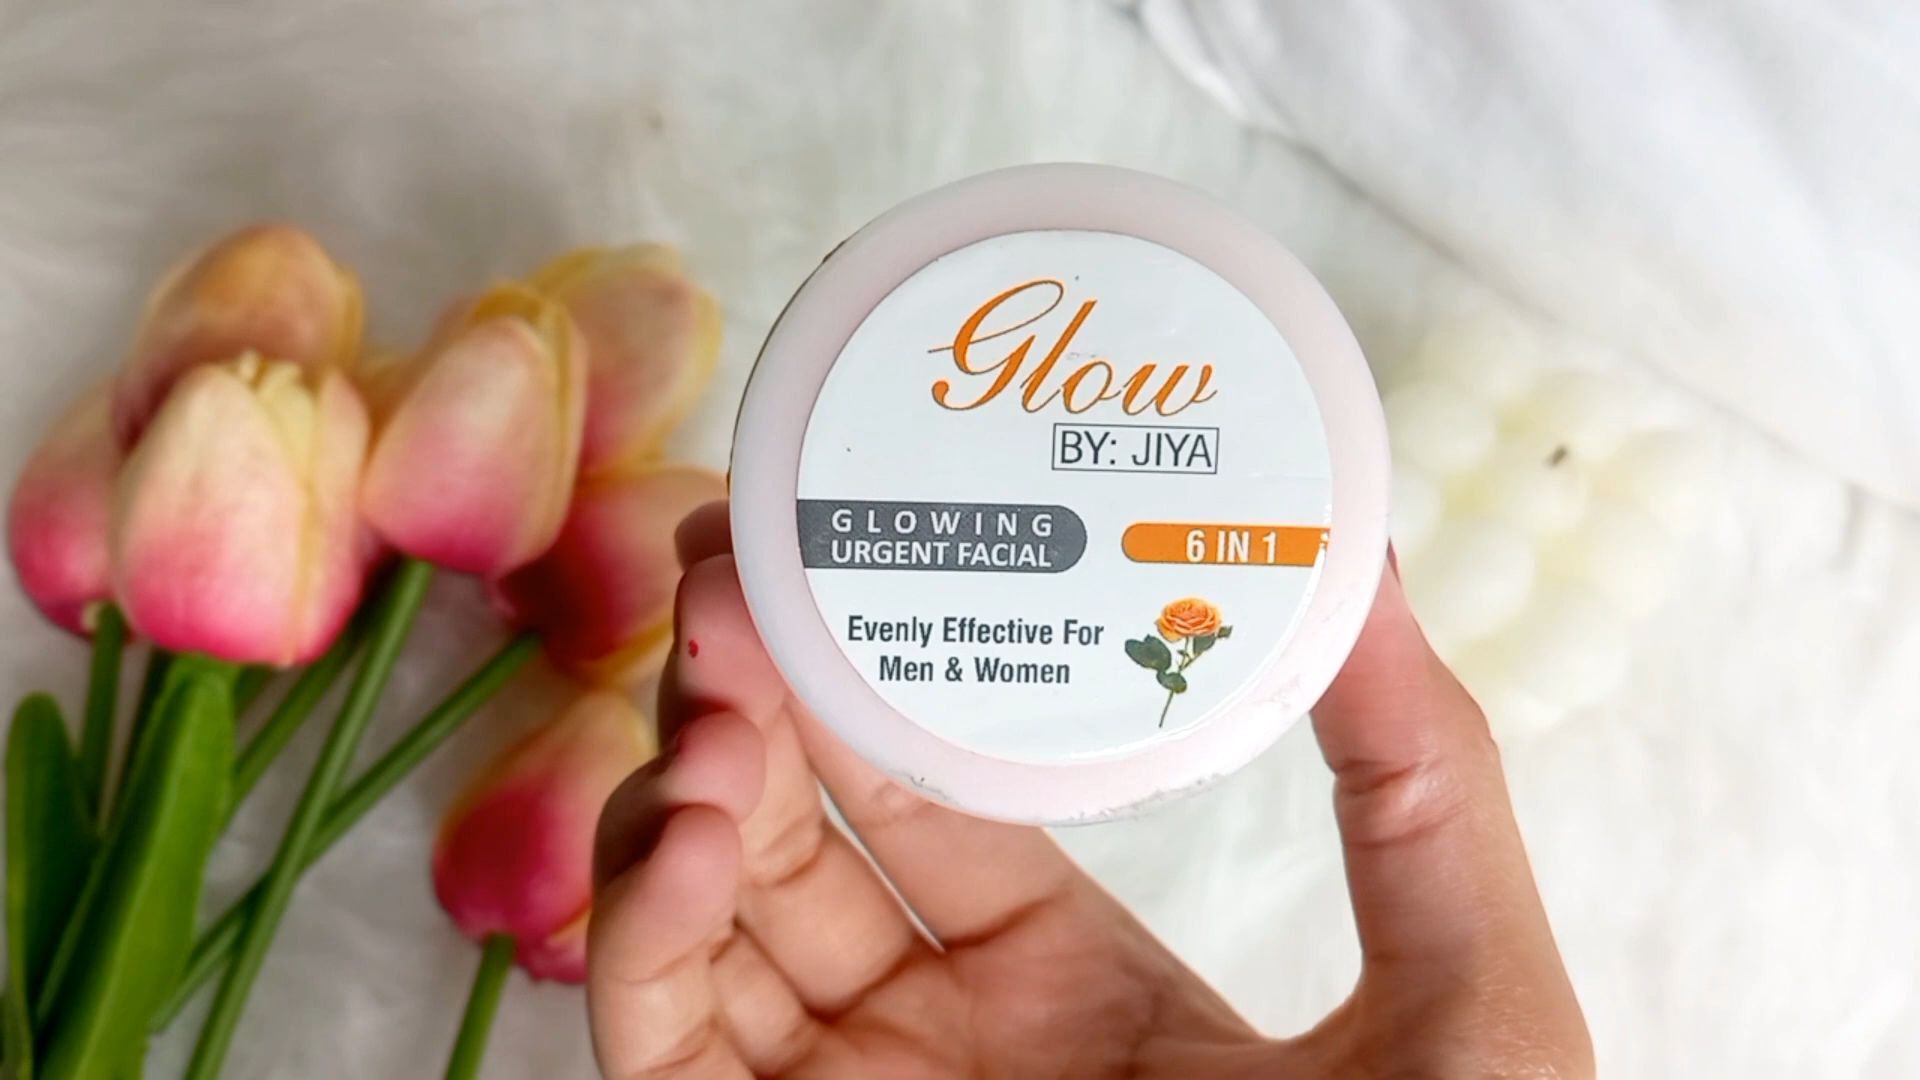 Glow
BY: JIYA
GLOWING
URGENT FACIAL
6 IN 1
Evenly Effective For
Men & Women